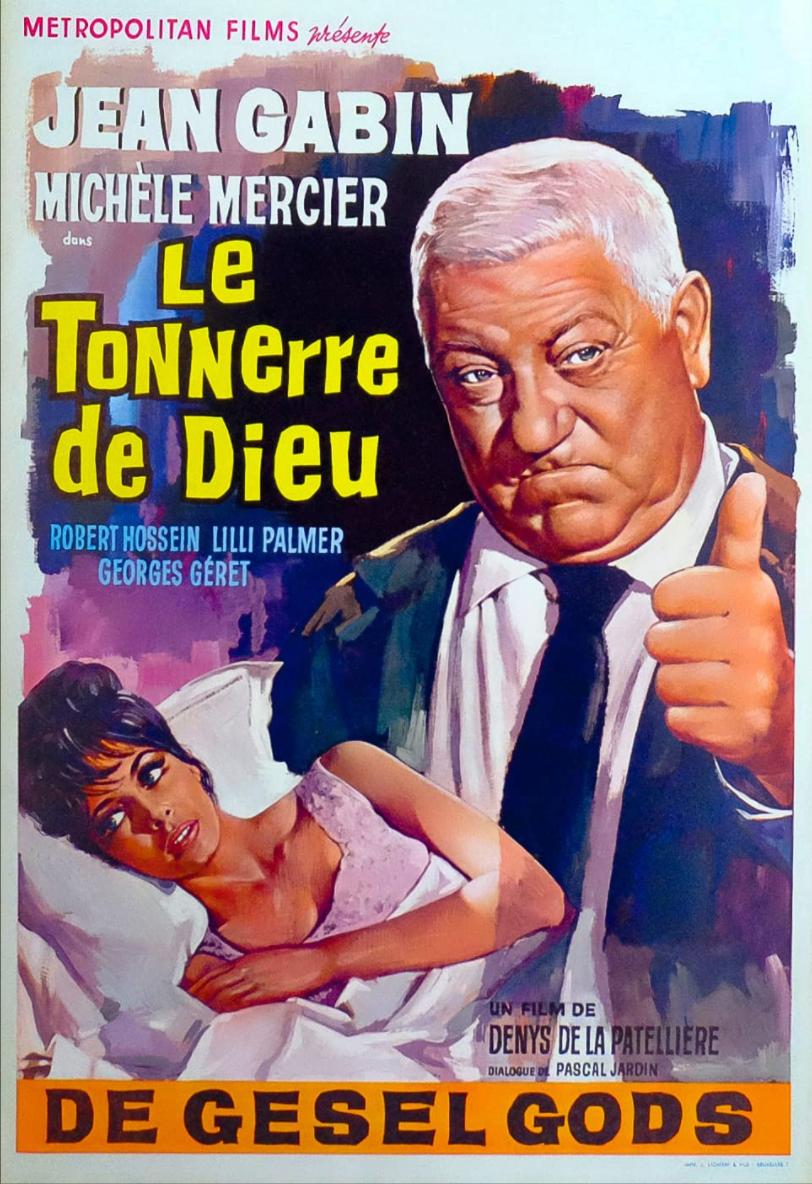 METROPOLITAN FILMS présente
JEAN GABIN
MICHÈLE MERCIER
dans
Le
Tonnerre
de Dieu
ROBERT HOSSEIN LILLI PALMER
GEORGES GÉRET
UN FILM DE
DENYS DE LA PATELLIÈRE
DIALOGUE DE PASCAL JARDIN
DE GESEL GODS